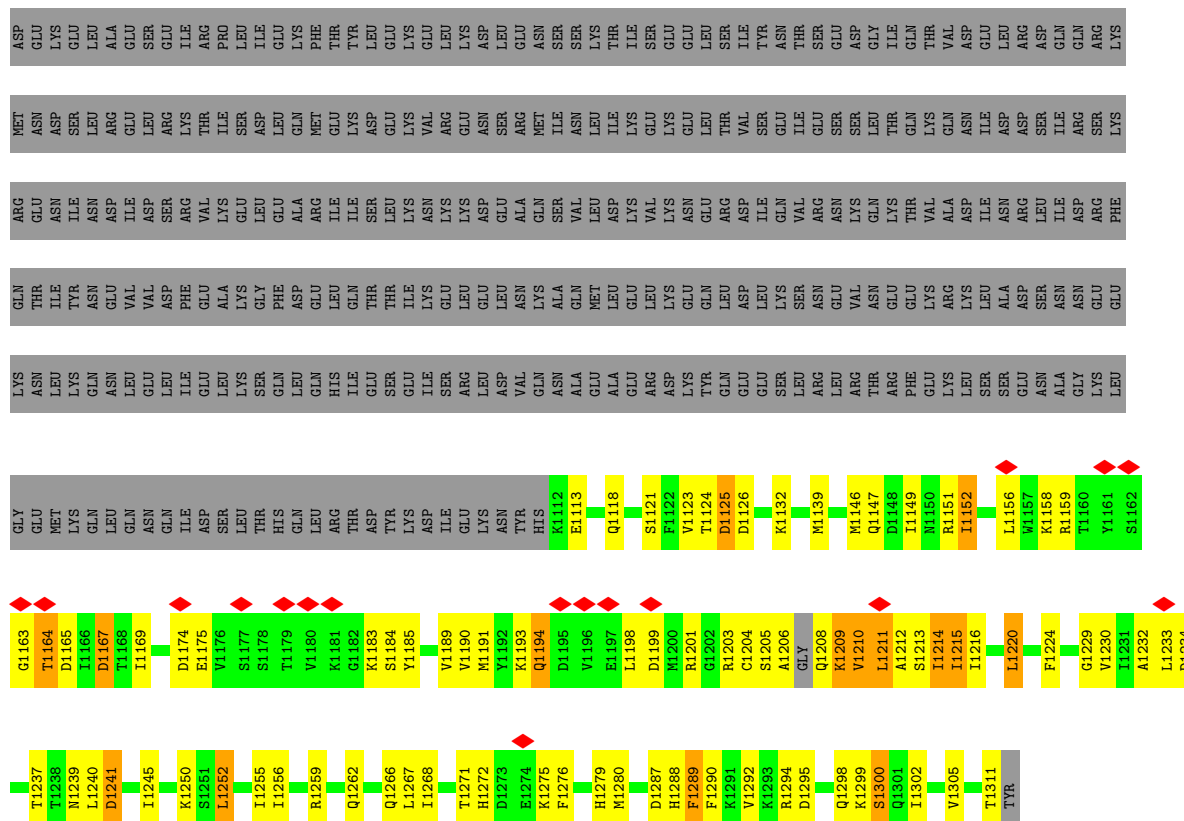 ASP GLU LYS GLU LEU ALA GLU SER GLU ILE ARG PRO LEU ILE GLU LYS PHE THR TYR LEU GLU LYS GLU LEU LYS ASP LEU GLU ASN SER SER LYS THR ILE SER GLU GLU LEU SER ILE TYR ASN THR SER GLU ASP GLY ILE GLN THR VAL ASP GLU LEU ARG ASP GLN GLN ARG LYS
MET ASN ASP SER LEU ARG GLU LEU ARG LYS THR ILE SER ASP LEU GLN MET GLU LYS ASP GLU LYS VAL ARG GLU ASN SER ARG MET ILE ASN LEU ILE LYS GLU LYS GLU LEU THR VAL SER GLU ILE GLU SER SER LEU THR GLN LYS GLN ASN ILE ASP ASP SER ILE ARG SER LYS
ARG GLU ASN ILE ASN ASP ILE ASP SER ARG VAL LYS GLU LEU GLU ALA ARG ILE ILE SER LEU LYS ASN LYS LYS ASP GLU ALA GLN SER VAL LEU ASP LYS VAL LYS ASN GLU ARG ASP ILE GLN VAL ARG ASN LYS GLN LYS THR VAL ALA ASP ILE ASN ARG LEU ILE ASP ARG PHE
GLN THR ILE TYR ASN GLU VAL VAL ASP PHE GLU ALA LYS GLY PHE ASP GLU LEU GLN THR THR ILE LYS GLU LEU GLU LEU ASN LYS ALA GLN MET LEU GLU LEU LYS GLU GLN LEU ASP LEU LYS SER ASN GLU VAL ASN GLU GLU LYS ARG LYS LEU ALA ASP SER ASN ASN GLU GLU
LYS ASN LEU LYS GLN ASN LEU GLU LEU ILE GLU LEU LYS SER GLN LEU GLN HIS ILE GLU SER GLU ILE SER ARG LEU ASP VAL GLN ASN ALA GLU ALA GLU ARG ASP LYS TYR GLN GLU GLU SER LEU ARG LEU ARG THR ARG PHE GLU LYS LEU SER SER GLU ASN ALA GLY LYS LEU
GLY GLU MET LYS GLN LEU GLN ASN GLN ILE ASP SER LEU THR HIS GLN LEU ARG THR ASP TYR LYS ASP ILE GLU LYS ASN TYR HIS K1112 E1113 Q1118 S1121 F1122 V1123 T1124 D1125 D1126 K1132 M1139 M1146 Q1147 D1148 I1149 N1150 R1151 I1152 L1156 W1157 K1158 R1159 T1160 Y1161 S1162
G1163 T1164 D1165 I1166 D1167 T1168 I1169 D1174 E1175 V1176 S1177 S1178 T1179 V1180 K1181 G1182 K1183 S1184 Y1185 V1189 V1190 M1191 Y1192 K1193 Q1194 D1195 V1196 E1197 L1198 D1199 M1200 R1201 G1202 R1203 C1204 S1205 A1206 GLY Q1208 K1209 V1210 L1211 A1212 S1213 I1214 I1215 I1216 L1220 F1224 G1229 V1230 I1231 A1232 L1233
T1237 T1238 N1239 L1240 D1241 I1245 K1250 S1251 L1252 I1255 I1256 R1259 Q1262 Q1266 L1267 I1268 T1271 H1272 D1273 E1274 K1275 F1276 H1279 M1280 D1287 H1288 F1289 F1290 K1291 V1292 K1293 R1294 D1295 Q1298 K1299 S1300 Q1301 I1302 V1305 T1311 TYR